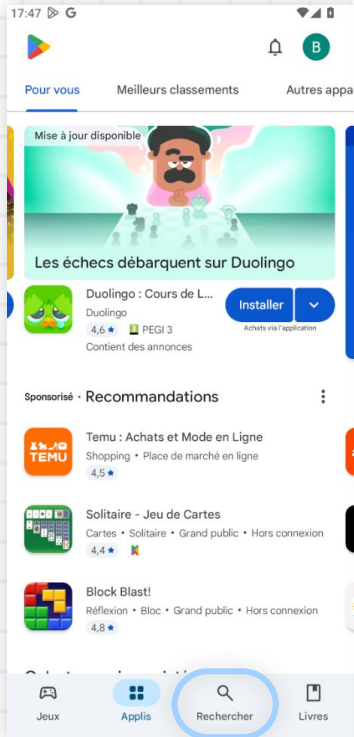 17:47
B
Pour vous
Meilleurs classements
Autres appa
Mise à jour disponible
Les échecs débarquent sur Duolingo
Duolingo : Cours de L...
Duolingo
4,6 ★ 3 PEGI 3
Contient des annonces
Installer
Achats via l'application
Sponsorisé • Recommandations
TEMU
Temu : Achats et Mode en Ligne
Shopping • Place de marché en ligne
4,5 ★
Solitaire - Jeu de Cartes
Cartes • Solitaire • Grand public • Hors connexion
4,4 ★
Block Blast!
Réflexion • Bloc • Grand public • Hors connexion
4,8 ★
Jeux
Applis
Rechercher
Livres